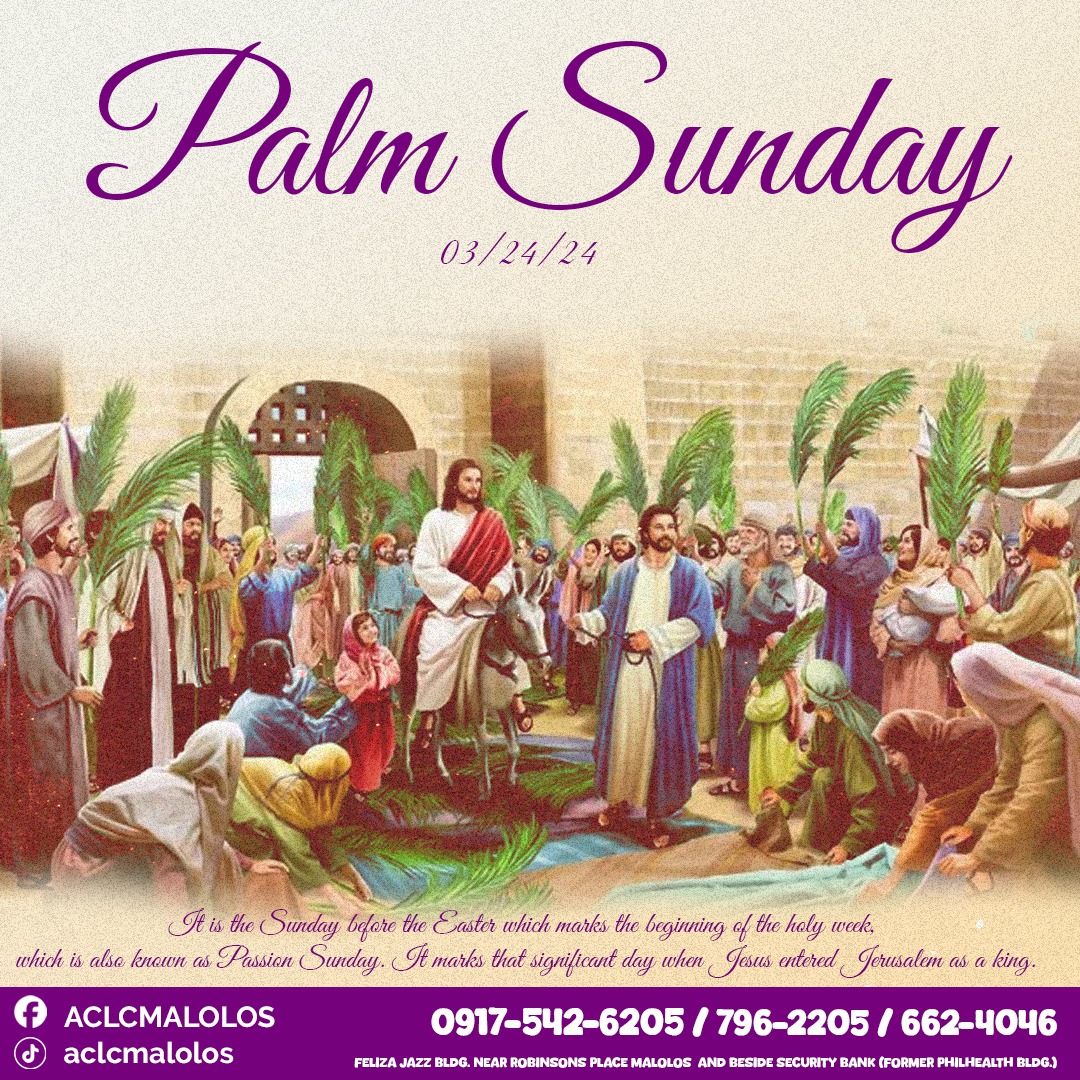 Palm Sunday
03/24/24
It is the Sunday before the Easter which marks the beginning of the holy week,
which is also known as Passion Sunday. It marks that significant day when Jesus entered Jerusalem as a king.
ACLCMALOLOS
aclcmalolos
0917-542-6205 / 796-2205 / 662-4046
FELIZA JAZZ BLDG. NEAR ROBINSONS PLACE MALOLOS AND BESIDE SECURITY BANK (FORMER PHILHEALTH BLDG.)